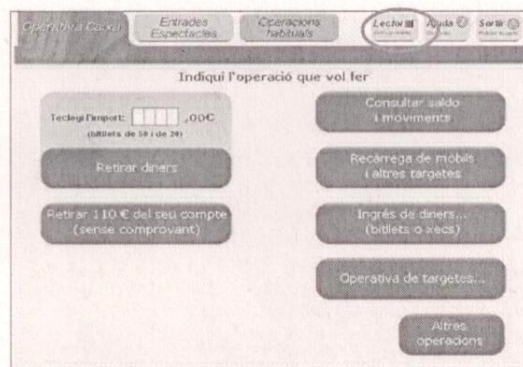 Operativa Caixa
Entrades
Espectacles
Operacions
habituals
Lector
Ajuda
Sortir
Indiqui l'operació que vol fer
Teclegi l'import: ,00€
(bitllets de 50 i de 20)
Retirar diners
Retirar 110 € del seu compte
(sense comprovant)
Consultar saldo
i moviments
Recàrrega de mòbils
i altres targetes
Ingrés de diners...
(bitllets o xecs)
Operativa de targetes...
Altres
operacions